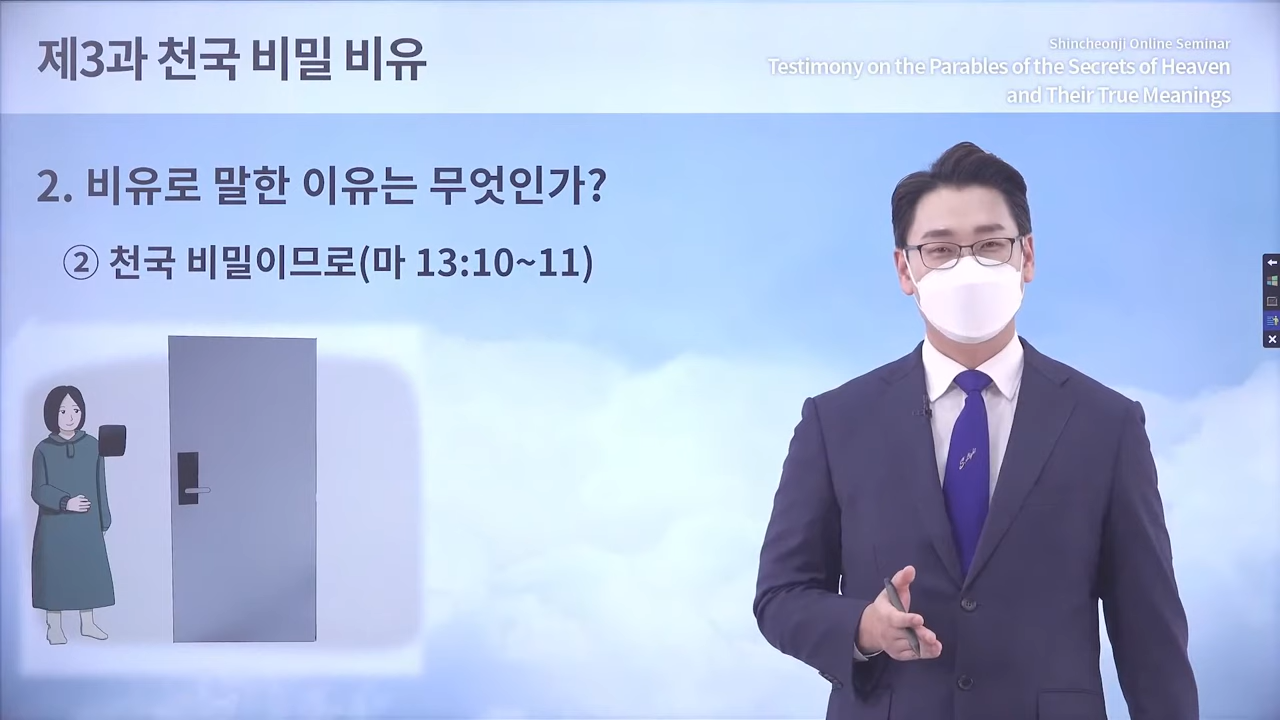 제3과 천국 비밀 비유
Shincheonji Online Seminar
Testimony on the Parables of the Secrets of Heaven
and Their True Meanings
2. 비유로 말한 이유는 무엇인가?
② 천국 비밀이므로(마 13:10~11)